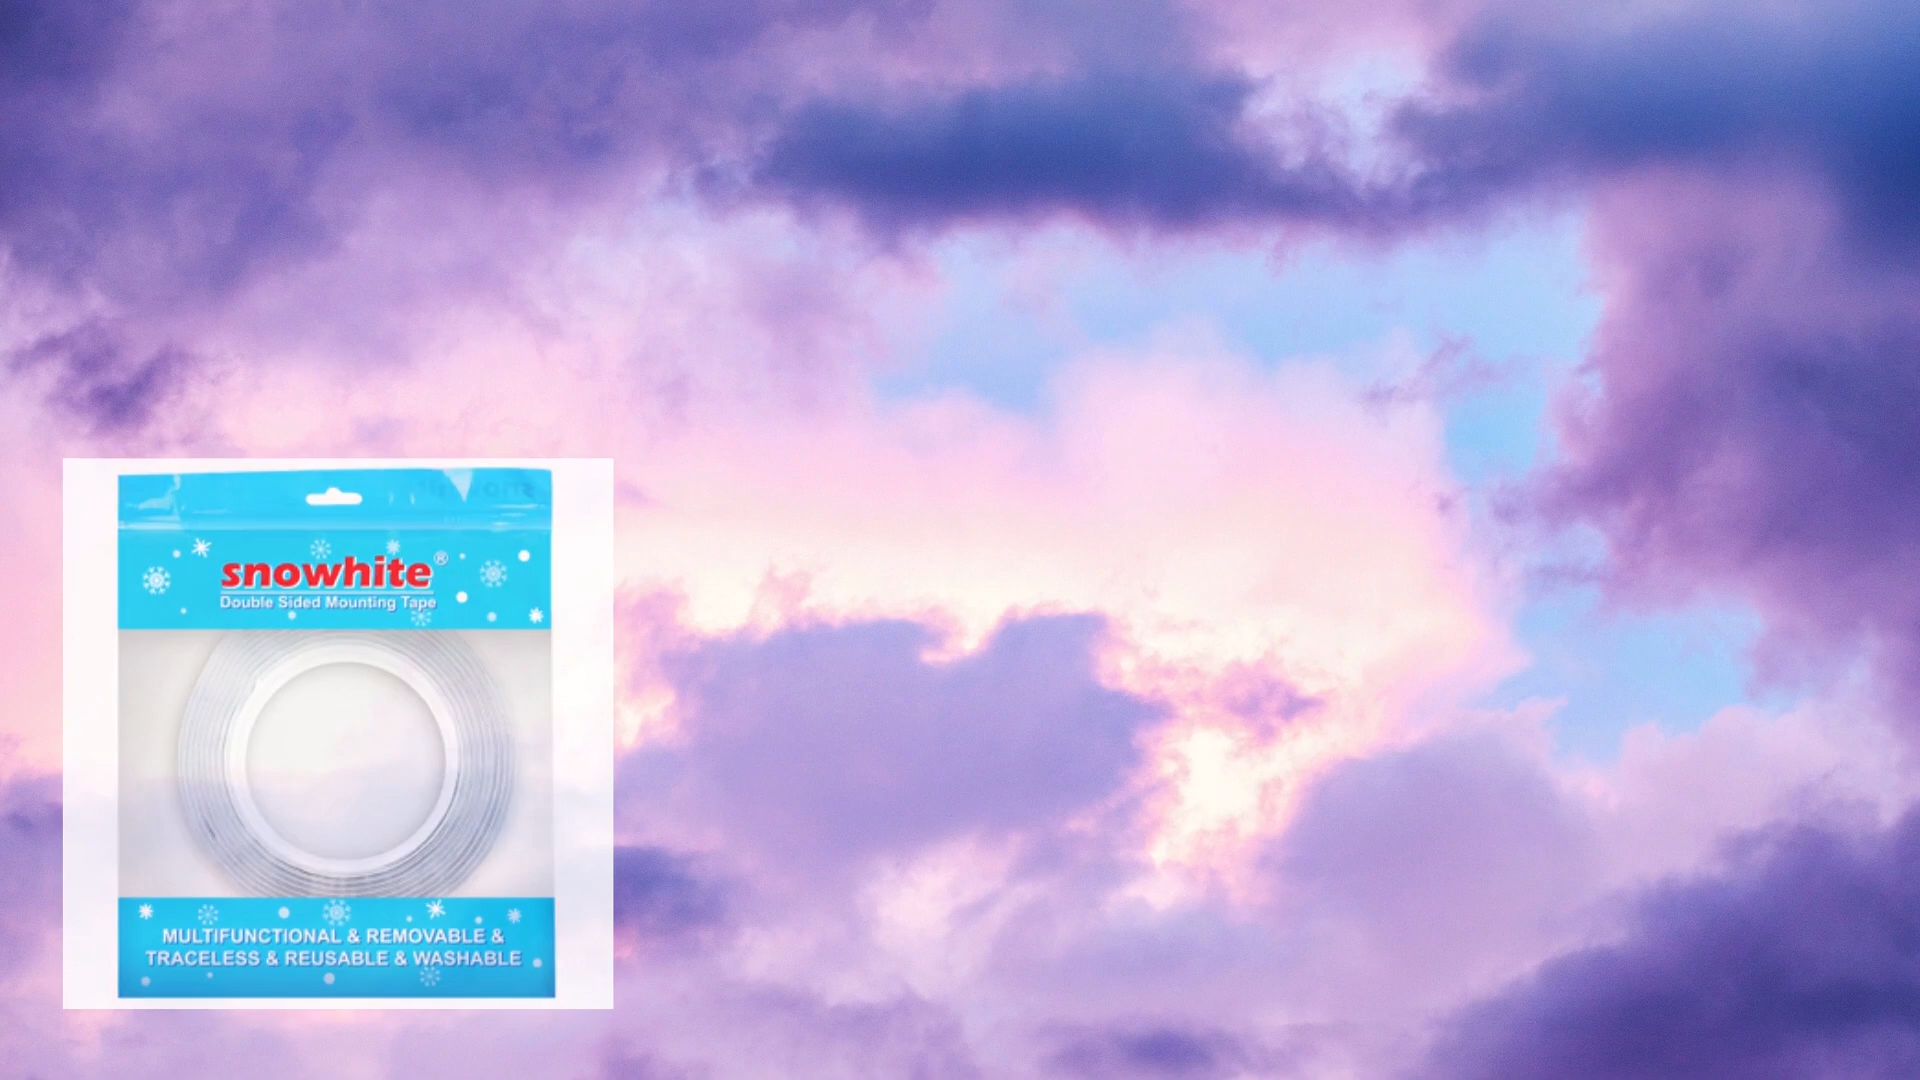 snowhite®
Double Sided Mounting Tape
MULTIFUNCTIONAL & REMOVABLE &
TRACELESS & REUSABLE & WASHABLE